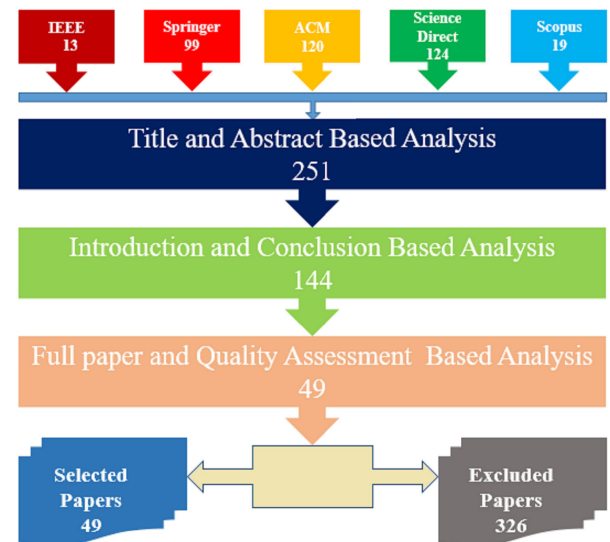 IEEE
13
Springer
99
ACM
120
Science
Direct
124
Scopus
19
Title and Abstract Based Analysis
251
Introduction and Conclusion Based Analysis
144
Full paper and Quality Assessment Based Analysis
49
Selected
Papers
49
Excluded
Papers
326